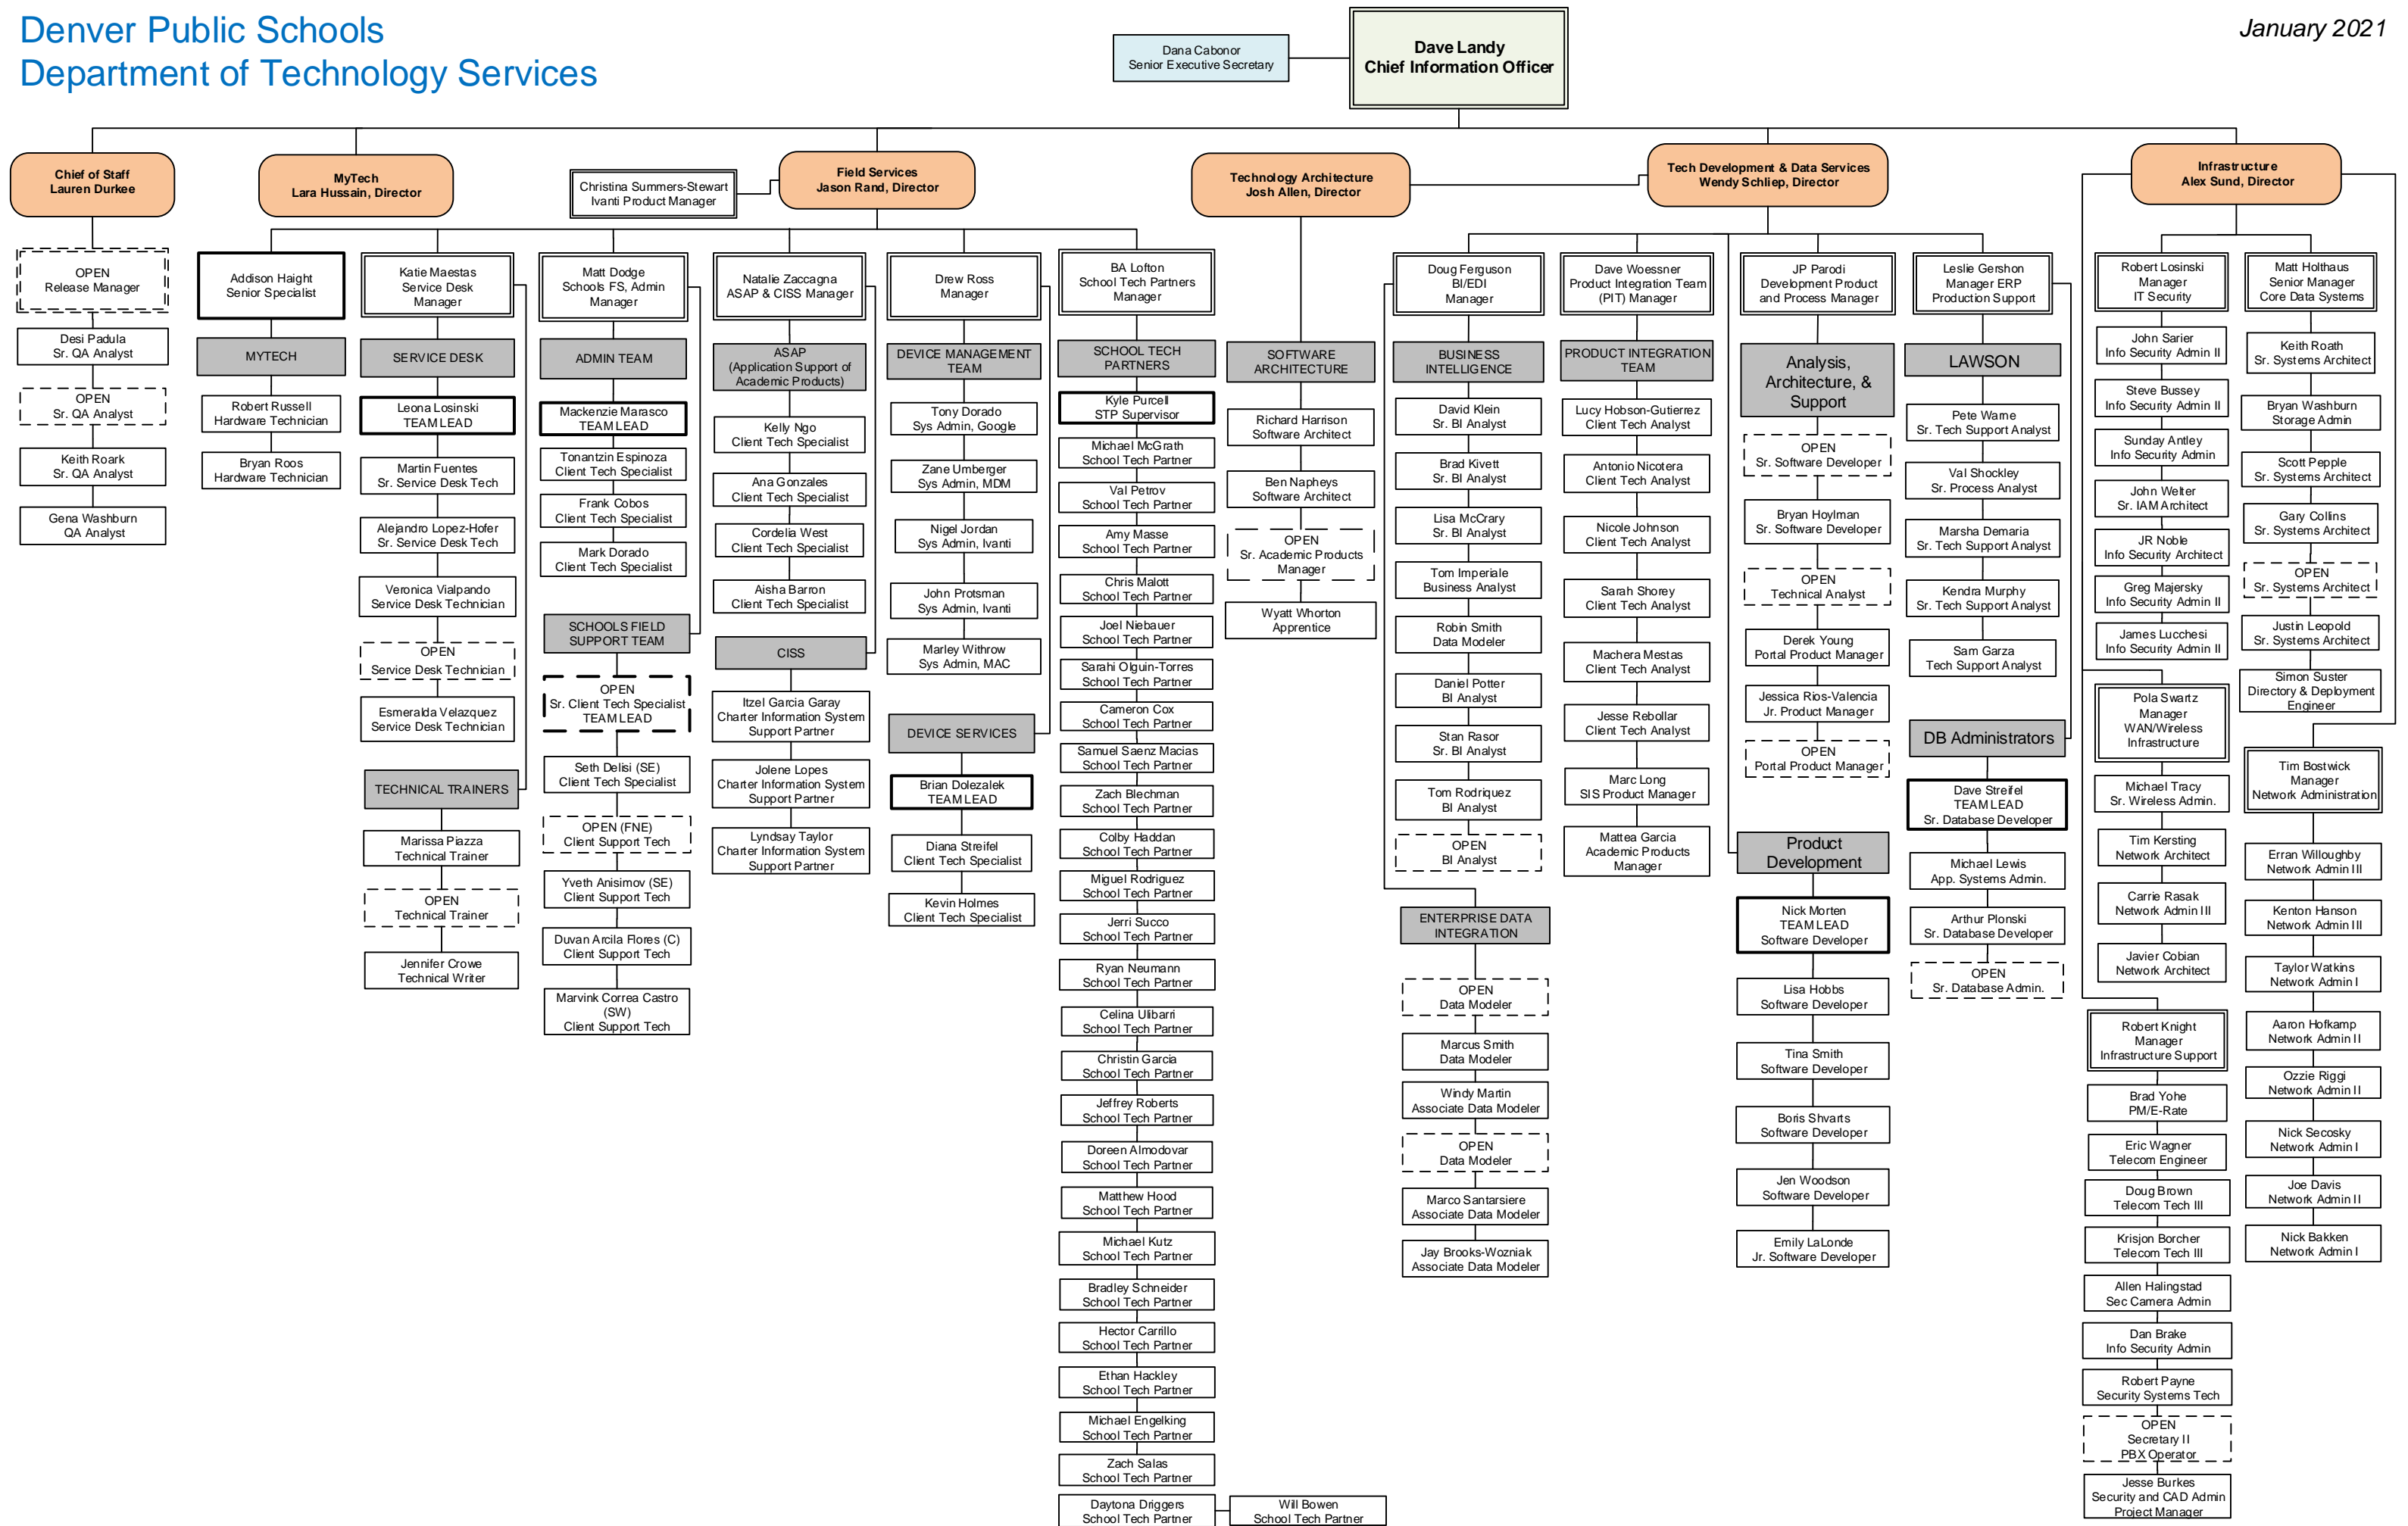 Denver Public Schools
Department of Technology Services
January 2021
Dana Cabonor
Senior Executive Secretary
Dave Landy
Chief Information Officer
Chief of Staff
Lauren Durkee
MyTech
Lara Hussain, Director
Christina Summers-Stewart
Ivanti Product Manager
Field Services
Jason Rand, Director
Technology Architecture
Josh Allen, Director
Tech Development & Data Services
Wendy Schliep, Director
Infrastructure
Alex Sund, Director
OPEN
Release Manager
Desi Padula
Sr. QA Analyst
OPEN
Sr. QA Analyst
Keith Roark
Sr. QA Analyst
Gena Washburn
QA Analyst
Addison Haight
Senior Specialist
MYTECH
Robert Russell
Hardware Technician
Bryan Roos
Hardware Technician
Katie Maestas
Service Desk
Manager
SERVICE DESK
Leona Losinski
TEAM LEAD
Martin Fuentes
Sr. Service Desk Tech
Alejandro Lopez-Hofer
Sr. Service Desk Tech
Veronica Vialpando
Service Desk Technician
OPEN
Service Desk Technician
Esmeralda Velazquez
Service Desk Technician
TECHNICAL TRAINERS
Marissa Piazza
Technical Trainer
OPEN
Technical Trainer
Jennifer Crowe
Technical Writer
Matt Dodge
Schools FS, Admin
Manager
ADMIN TEAM
Mackenzie Marasco
TEAM LEAD
Tonantzin Espinoza
Client Tech Specialist
Frank Cobos
Client Tech Specialist
Mark Dorado
Client Tech Specialist
SCHOOLS FIELD
SUPPORT TEAM
OPEN
Sr. Client Tech Specialist
TEAM LEAD
Seth Delisi (SE)
Client Tech Specialist
OPEN (FNE)
Client Support Tech
Yveth Anisimov (SE)
Client Support Tech
Duvan Arcila Flores (C)
Client Support Tech
Marvink Correa Castro
(SW)
Client Support Tech
Natalie Zaccagna
ASAP & CISS Manager
ASAP
(Application Support of
Academic Products)
Kelly Ngo
Client Tech Specialist
Ana Gonzales
Client Tech Specialist
Cordelia West
Client Tech Specialist
Aisha Barron
Client Tech Specialist
CISS
Itzel Garcia Garay
Charter Information System
Support Partner
Jolene Lopes
Charter Information System
Support Partner
Lyndsay Taylor
Charter Information System
Support Partner
Drew Ross
Manager
DEVICE MANAGEMENT
TEAM
Tony Dorado
Sys Admin, Google
Zane Umberger
Sys Admin, MDM
Nigel Jordan
Sys Admin, Ivanti
John Protsman
Sys Admin, Ivanti
Marley Withrow
Sys Admin, MAC
DEVICE SERVICES
Brian Dolezalek
TEAM LEAD
Diana Streifel
Client Tech Specialist
Kevin Holmes
Client Tech Specialist
BA Lofton
School Tech Partners
Manager
SCHOOL TECH
PARTNERS
Kyle Purcell
STP Supervisor
Michael McGrath
School Tech Partner
Val Petrov
School Tech Partner
Amy Masse
School Tech Partner
Chris Malott
School Tech Partner
Joel Niebauer
School Tech Partner
Sarahi Olguin-Torres
School Tech Partner
Cameron Cox
School Tech Partner
Samuel Saenz Macias
School Tech Partner
Zach Blechman
School Tech Partner
Colby Haddan
School Tech Partner
Miguel Rodriguez
School Tech Partner
Jerri Succo
School Tech Partner
Ryan Neumann
School Tech Partner
Celina Ulibarri
School Tech Partner
Christin Garcia
School Tech Partner
Jeffrey Roberts
School Tech Partner
Doreen Almodovar
School Tech Partner
Matthew Hood
School Tech Partner
Michael Kutz
School Tech Partner
Bradley Schneider
School Tech Partner
Hector Carrillo
School Tech Partner
Ethan Hackley
School Tech Partner
Michael Engelking
School Tech Partner
Zach Salas
School Tech Partner
Daytona Driggers
School Tech Partner
Will Bowen
School Tech Partner
SOFTWARE
ARCHITECTURE
Richard Harrison
Software Architect
Ben Napheys
Software Architect
OPEN
Sr. Academic Products
Manager
Wyatt Whorton
Apprentice
Doug Ferguson
BI/EDI
Manager
BUSINESS
INTELLIGENCE
David Klein
Sr. BI Analyst
Brad Kivett
Sr. BI Analyst
Lisa McCrary
Sr. BI Analyst
Tom Imperiale
Business Analyst
Robin Smith
Data Modeler
Daniel Potter
BI Analyst
Stan Rasor
Sr. BI Analyst
Tom Rodriquez
BI Analyst
OPEN
BI Analyst
ENTERPRISE DATA
INTEGRATION
OPEN
Data Modeler
Marcus Smith
Data Modeler
Windy Martin
Associate Data Modeler
OPEN
Data Modeler
Marco Santarsiere
Associate Data Modeler
Jay Brooks-Wozniak
Associate Data Modeler
Dave Woessner
Product Integration Team
(PIT) Manager
PRODUCT INTEGRATION
TEAM
Lucy Hobson-Gutierrez
Client Tech Analyst
Antonio Nicotera
Client Tech Analyst
Nicole Johnson
Client Tech Analyst
Sarah Shorey
Client Tech Analyst
Machera Mestas
Client Tech Analyst
Jesse Rebollar
Client Tech Analyst
Marc Long
SIS Product Manager
Mattea Garcia
Academic Products
Manager
JP Parodi
Development Product
and Process Manager
Analysis,
Architecture, &
Support
OPEN
Sr. Software Developer
Bryan Hoylman
Sr. Software Developer
OPEN
Technical Analyst
Derek Young
Portal Product Manager
Jessica Rios-Valencia
Jr. Product Manager
OPEN
Portal Product Manager
Product
Development
Nick Morten
TEAM LEAD
Software Developer
Lisa Hobbs
Software Developer
Tina Smith
Software Developer
Boris Shvarts
Software Developer
Jen Woodson
Software Developer
Emily LaLonde
Jr. Software Developer
Leslie Gershon
Manager ERP
Production Support
LAWSON
Pete Warne
Sr. Tech Support Analyst
Val Shockley
Sr. Process Analyst
Marsha Demaria
Sr. Tech Support Analyst
Kendra Murphy
Sr. Tech Support Analyst
Sam Garza
Tech Support Analyst
DB Administrators
Dave Streifel
TEAM LEAD
Sr. Database Developer
Michael Lewis
App. Systems Admin.
Arthur Plonski
Sr. Database Developer
OPEN
Sr. Database Admin.
Robert Losinski
Manager
IT Security
John Sarier
Info Security Admin II
Steve Bussey
Info Security Admin II
Sunday Antley
Info Security Admin
John Welter
Sr. IAM Architect
JR Noble
Info Security Architect
Greg Majersky
Info Security Admin II
James Lucchesi
Info Security Admin II
Pola Swartz
Manager
WAN/Wireless
Infrastructure
Michael Tracy
Sr. Wireless Admin.
Tim Kersting
Network Architect
Carrie Rasak
Network Admin III
Javier Cobian
Network Architect
Robert Knight
Manager
Infrastructure Support
Brad Yohe
PM/E-Rate
Eric Wagner
Telecom Engineer
Doug Brown
Telecom Tech III
Krisjon Borcher
Telecom Tech III
Allen Halingstad
Sec Camera Admin
Dan Brake
Info Security Admin
Robert Payne
Security Systems Tech
OPEN
Secretary II
PBX Operator
Jesse Burkes
Security and CAD Admin
Project Manager
Matt Holthaus
Senior Manager
Core Data Systems
Keith Roath
Sr. Systems Architect
Bryan Washburn
Storage Admin
Scott Pepple
Sr. Systems Architect
Gary Collins
Sr. Systems Architect
OPEN
Sr. Systems Architect
Justin Leopold
Sr. Systems Architect
Simon Suster
Directory & Deployment
Engineer
Tim Bostwick
Manager
Network Administration
Erran Willoughby
Network Admin III
Kenton Hanson
Network Admin III
Taylor Watkins
Network Admin I
Aaron Hofkamp
Network Admin II
Ozzie Riggi
Network Admin II
Nick Secosky
Network Admin I
Joe Davis
Network Admin II
Nick Bakken
Network Admin I